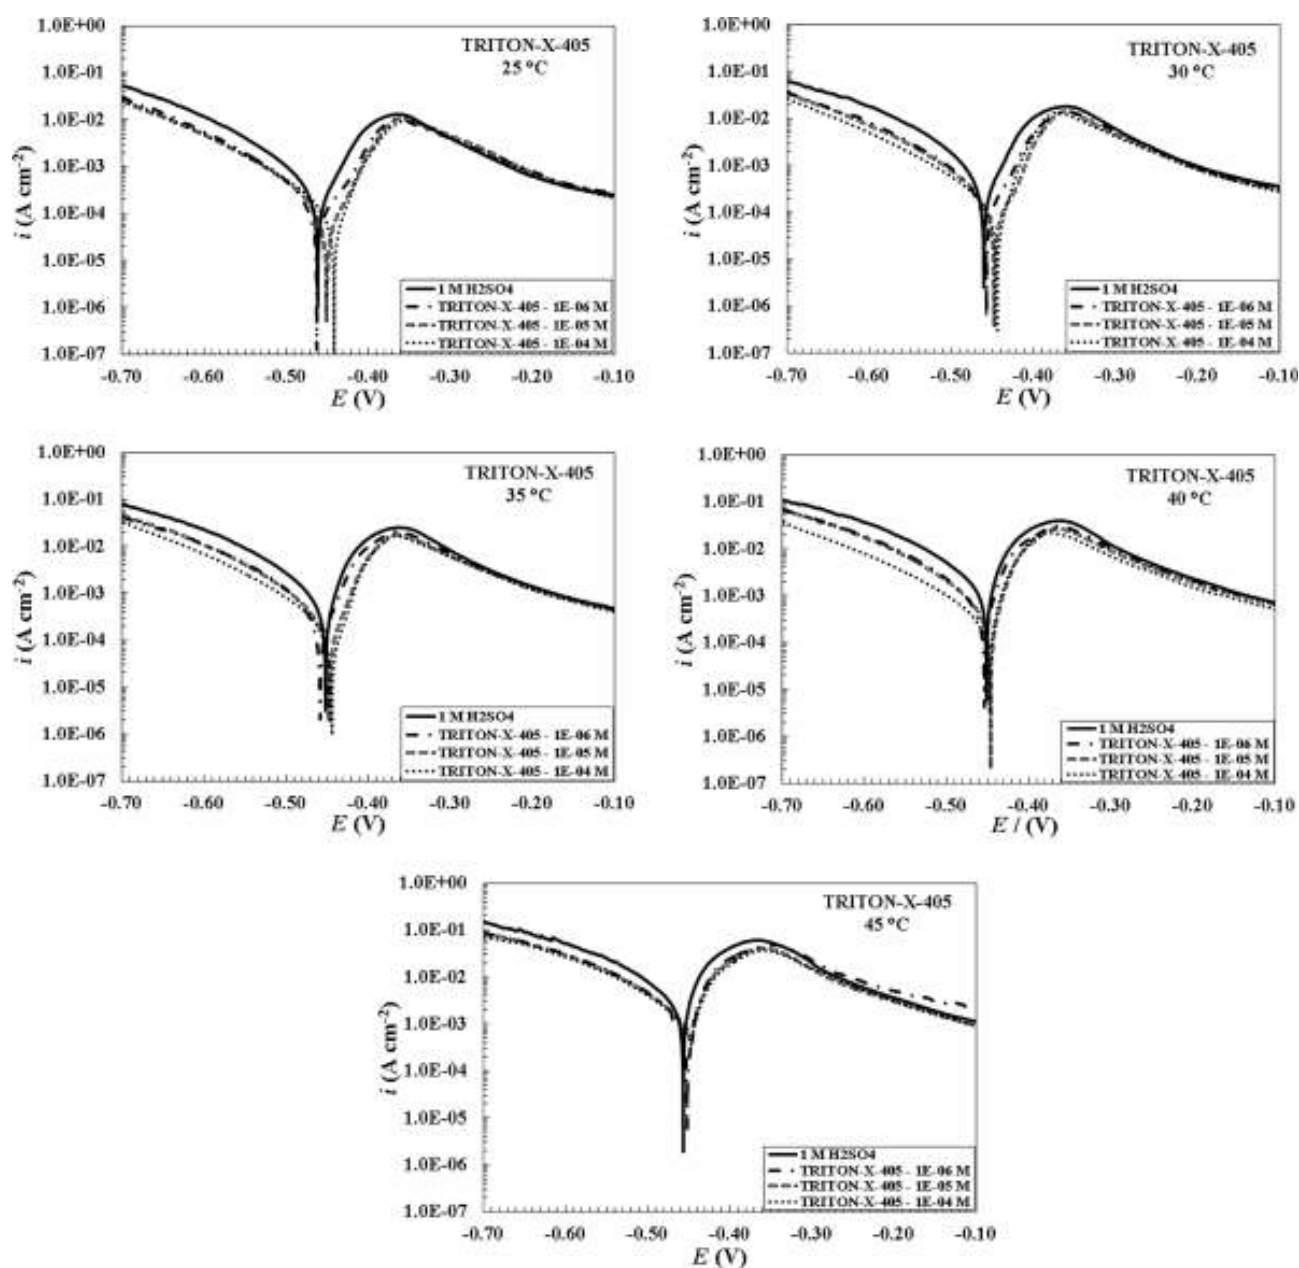 TRITON-X-405
25 °C
1.0E+00
1.0E-01
1.0E-02
1.0E-03
1.0E-04
1.0E-05
1.0E-06
1.0E-07
i (A cm-2)
1 M H2SO4
TRITON-X-405 - 1E-06 M
TRITON-X-405 - 1E-05 M
TRITON-X-405 - 1E-04 M
-0.70 -0.60 -0.50 -0.40 -0.30 -0.20 -0.10
E (V)
TRITON-X-405
30 °C
1.0E+00
1.0E-01
1.0E-02
1.0E-03
1.0E-04
1.0E-05
1.0E-06
1.0E-07
i (A cm-2)
1 M H2SO4
TRITON-X-405 - 1E-06 M
TRITON-X-405 - 1E-05 M
TRITON-X-405 - 1E-04 M
-0.70 -0.60 -0.50 -0.40 -0.30 -0.20 -0.10
E (V)
TRITON-X-405
35 °C
1.0E+00
1.0E-01
1.0E-02
1.0E-03
1.0E-04
1.0E-05
1.0E-06
1.0E-07
i (A cm-2)
1 M H2SO4
TRITON-X-405 - 1E-06 M
TRITON-X-405 - 1E-05 M
TRITON-X-405 - 1E-04 M
-0.70 -0.60 -0.50 -0.40 -0.30 -0.20 -0.10
E (V)
TRITON-X-405
40 °C
1.0E+00
1.0E-01
1.0E-02
1.0E-03
1.0E-04
1.0E-05
1.0E-06
1.0E-07
i (A cm-2)
1 M H2SO4
TRITON-X-405 - 1E-06 M
TRITON-X-405 - 1E-05 M
TRITON-X-405 - 1E-04 M
-0.70 -0.60 -0.50 -0.40 -0.30 -0.20 -0.10
E / (V)
TRITON-X-405
45 °C
1.0E+00
1.0E-01
1.0E-02
1.0E-03
1.0E-04
1.0E-05
1.0E-06
1.0E-07
i (A cm-2)
1 M H2SO4
TRITON-X-405 - 1E-06 M
TRITON-X-405 - 1E-05 M
TRITON-X-405 - 1E-04 M
-0.70 -0.60 -0.50 -0.40 -0.30 -0.20 -0.10
E (V)